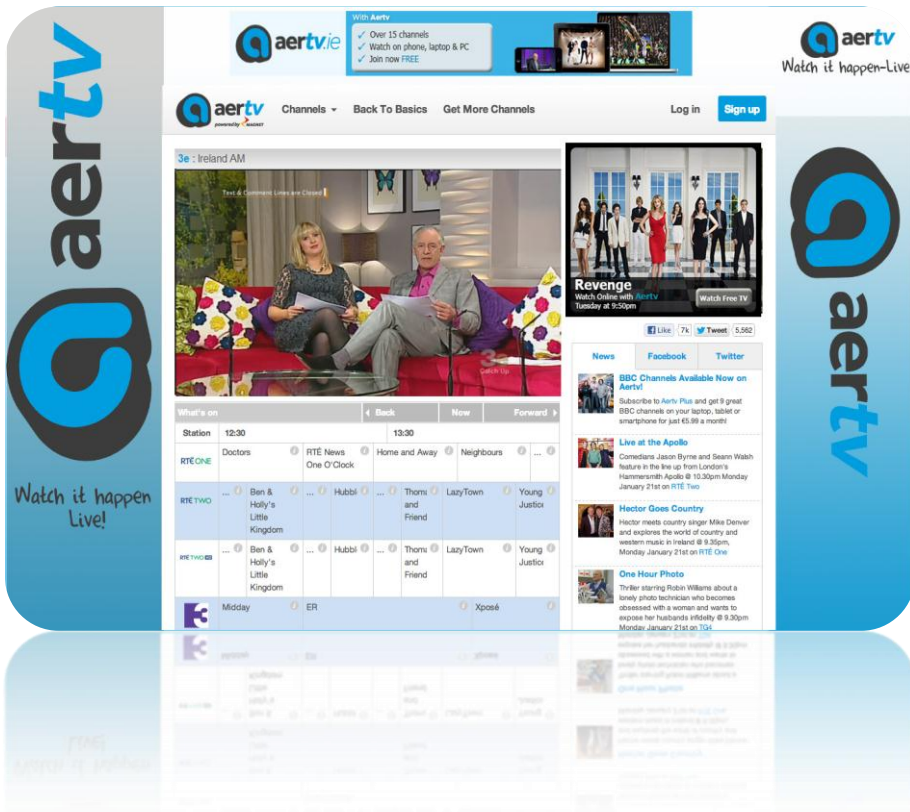 aertv
Watch it happen
Live!
aertv.ie
With Aertv
✓ Over 15 channels
✓ Watch on phone, laptop & PC
✓ Join now FREE
aertv
Watch it happen-Live
aertv
aertv
powered by MAGNET
Channels
Back To Basics
Get More Channels
Log in
Sign up
3e : Ireland AM
Text & Comment Lines are Closed
3e
Catch Up
Revenge
Watch Online with Aertv
Tuesday at 9:50pm
Watch Free TV
Like 7k Tweet 5,562
What's on Back Now Forward
Station 12:30 13:30
RTÉ ONE Doctors RTÉ News Home and Away Neighbours ...
One O'Clock
RTÉ TWO ... Ben & ... Hubbl ... Thoma LazyTown Young
Holly's and Justice
Little Friend
Kingdom
RTÉ TWO HD ... Ben & ... Hubbl ... Thoma LazyTown Young
Holly's and Justice
Little Friend
Kingdom
3 Midday ER Xposé
News Facebook Twitter
BBC Channels Available Now on
Aertv!
Subscribe to Aertv Plus and get 9 great
BBC channels on your laptop, tablet or
smartphone for just €5.99 a month!
Live at the Apollo
Comedians Jason Byrne and Seann Walsh
feature in the line up from London's
Hammersmith Apollo @ 10.30pm Monday
January 21st on RTÉ Two
Hector Goes Country
Hector meets country singer Mike Denver
and explores the world of country and
western music in Ireland @ 9.35pm,
Monday January 21st on RTÉ One
One Hour Photo
Thriller starring Robin Williams about a
lonely photo technician who becomes
obsessed with a woman and wants to
expose her husbands infidelity @ 9.30pm
Monday January 21st on TG4